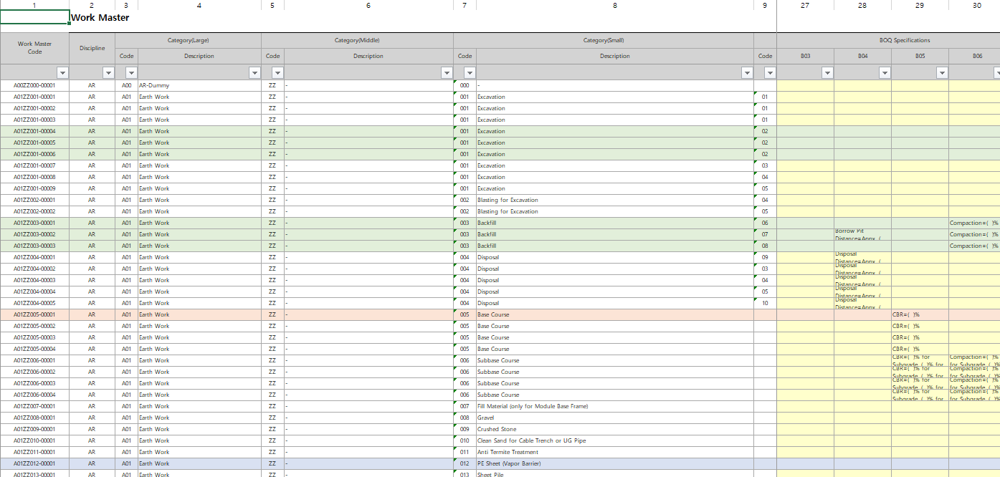 1 2 3 4 5 6 7 8 9 27 28 29 30
Work Master
Work Master Code Discipline Category(Large) Category(Middle) Category(Small) BOQ Specifications
Code Description Code Description Code Description Code B03 B04 B05 B06
A00ZZ000-00001 AR A00 AR-Dummy ZZ - 000 -
A01ZZ001-00001 AR A01 Earth Work ZZ - 001 Excavation 01
A01ZZ001-00002 AR A01 Earth Work ZZ - 001 Excavation 01
A01ZZ001-00003 AR A01 Earth Work ZZ - 001 Excavation 01
A01ZZ001-00004 AR A01 Earth Work ZZ - 001 Excavation 02
A01ZZ001-00005 AR A01 Earth Work ZZ - 001 Excavation 02
A01ZZ001-00006 AR A01 Earth Work ZZ - 001 Excavation 02
A01ZZ001-00007 AR A01 Earth Work ZZ - 001 Excavation 03
A01ZZ001-00008 AR A01 Earth Work ZZ - 001 Excavation 04
A01ZZ001-00009 AR A01 Earth Work ZZ - 001 Excavation 05
A01ZZ002-00001 AR A01 Earth Work ZZ - 002 Blasting for Excavation 04
A01ZZ002-00002 AR A01 Earth Work ZZ - 002 Blasting for Excavation 05
A01ZZ003-00001 AR A01 Earth Work ZZ - 003 Backfill 06 Compaction=( )%
A01ZZ003-00002 AR A01 Earth Work ZZ - 003 Backfill 07 Borrow Pit Distance=Appx. ( Compaction=( )%
A01ZZ003-00003 AR A01 Earth Work ZZ - 003 Backfill 08 Compaction=( )%
A01ZZ004-00001 AR A01 Earth Work ZZ - 004 Disposal 09 Disposal Distance=Appx. (
A01ZZ004-00002 AR A01 Earth Work ZZ - 004 Disposal 03 Disposal Distance=Appx. (
A01ZZ004-00003 AR A01 Earth Work ZZ - 004 Disposal 04 Disposal Distance=Appx. (
A01ZZ004-00004 AR A01 Earth Work ZZ - 004 Disposal 05 Disposal Distance=Appx. (
A01ZZ004-00005 AR A01 Earth Work ZZ - 004 Disposal 10 Disposal Distance=Appx. (
A01ZZ005-00001 AR A01 Earth Work ZZ - 005 Base Course CBR=( )%
A01ZZ005-00002 AR A01 Earth Work ZZ - 005 Base Course CBR=( )%
A01ZZ005-00003 AR A01 Earth Work ZZ - 005 Base Course CBR=( )%
A01ZZ005-00004 AR A01 Earth Work ZZ - 005 Base Course CBR=( )%
A01ZZ006-00001 AR A01 Earth Work ZZ - 006 Subbase Course CBR=( )% for Subgrade, ( )% for Compaction=( )% for Subgrade, ( )%
A01ZZ006-00002 AR A01 Earth Work ZZ - 006 Subbase Course CBR=( )% for Subgrade, ( )% for Compaction=( )% for Subgrade, ( )%
A01ZZ006-00003 AR A01 Earth Work ZZ - 006 Subbase Course CBR=( )% for Subgrade, ( )% for Compaction=( )% for Subgrade, ( )%
A01ZZ006-00004 AR A01 Earth Work ZZ - 006 Subbase Course CBR=( )% for Subgrade, ( )% for Compaction=( )% for Subgrade, ( )%
A01ZZ007-00001 AR A01 Earth Work ZZ - 007 Fill Material (only for Module Base Frame)
A01ZZ008-00001 AR A01 Earth Work ZZ - 008 Gravel
A01ZZ009-00001 AR A01 Earth Work ZZ - 009 Crushed Stone
A01ZZ010-00001 AR A01 Earth Work ZZ - 010 Clean Sand for Cable Trench or UG Pipe
A01ZZ011-00001 AR A01 Earth Work ZZ - 011 Anti Termite Treatment
A01ZZ012-00001 AR A01 Earth Work ZZ - 012 PE Sheet (Vapor Barrier)
A01ZZ013-00001 AR A01 Earth Work ZZ - 013 Sheet Pile